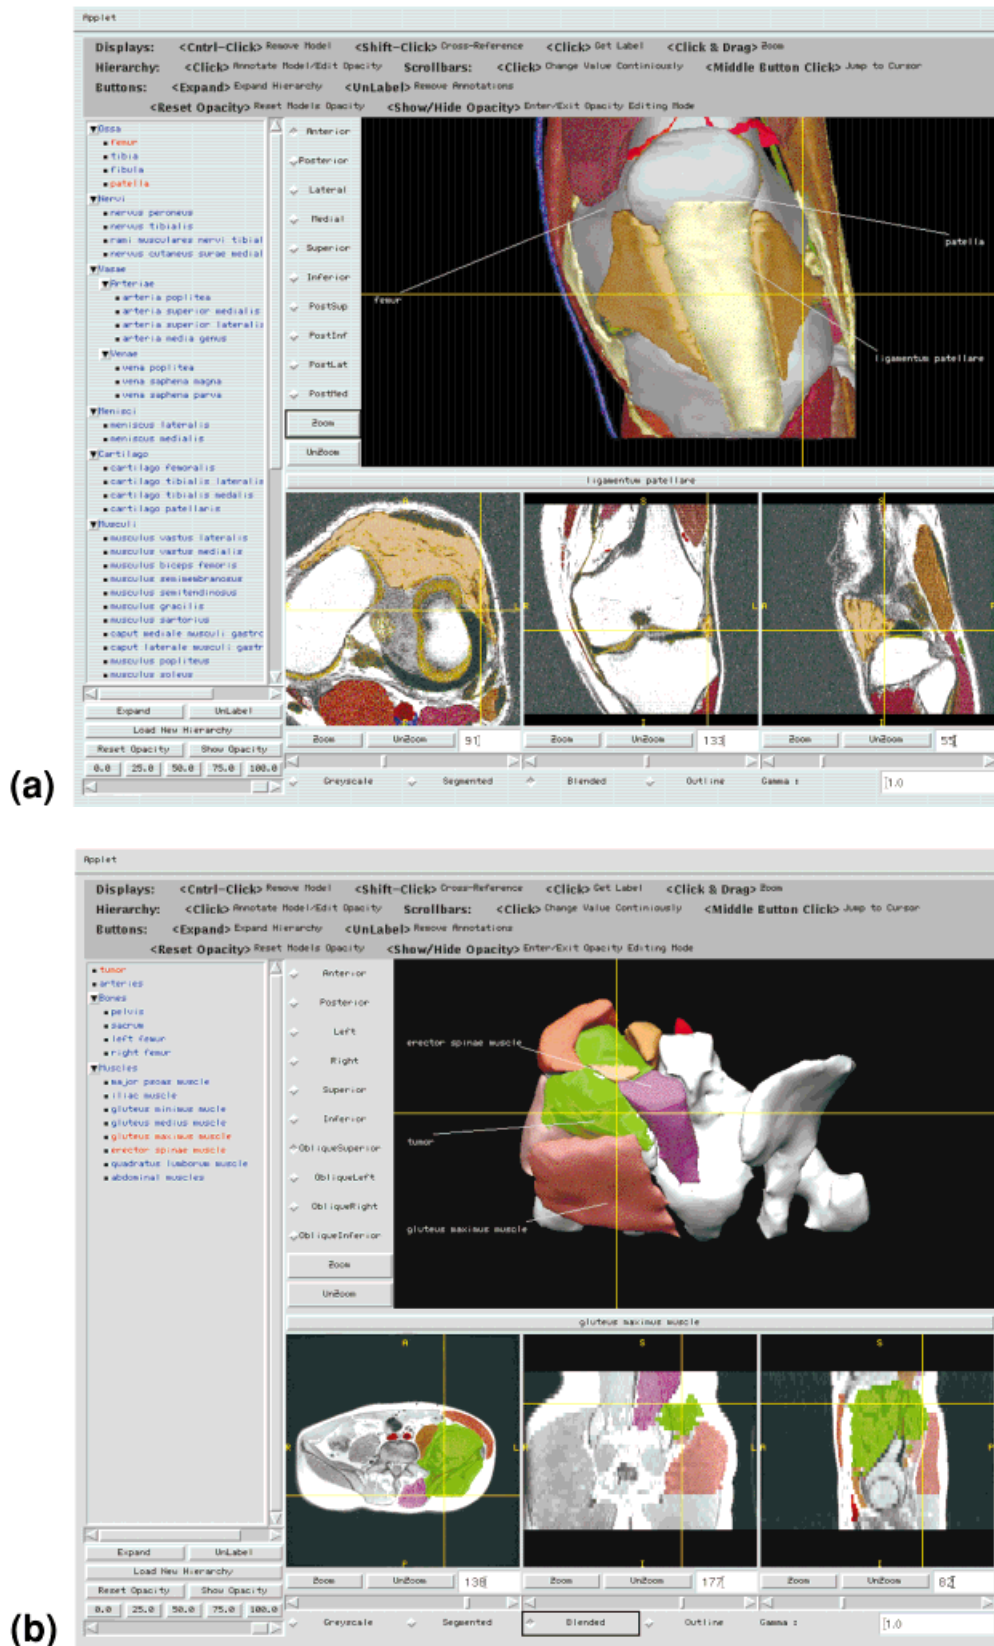 Applet
Displays: <Cntrl-Click> Remove Model <Shift-Click> Cross-Reference <Click> Get Label <Click & Drag> Zoom
Hierarchy: <Click> Annotate Model/Edit Opacity Scrollbars: <Click> Change Value Continiously <Middle Button Click> Jump to Cursor
Buttons: <Expand> Expand Hierarchy <UnLabel> Remove Annotations
<Reset Opacity> Reset Models Opacity <Show/Hide Opacity> Enter/Exit Opacity Editing Mode
Ossa
femur
tibia
fibula
patella
Nervi
nervus peroneus
nervus tibialis
rami musculares nervi tibial
nervus cutaneus surae medial
Vasae
Arteriae
arteria poplitea
arteria superior medialis
arteria superior lateralis
arteria media genus
Venae
vena poplitea
vena saphena magna
vena saphena parva
Menisci
meniscus lateralis
meniscus medialis
Cartilago
cartilago femoralis
cartilago tibialis lateralis
cartilago tibialis medalis
cartilago patellaris
Musculi
musculus vastus lateralis
musculus vastus medialis
musculus biceps femoris
musculus semimembranosus
musculus semitendinosus
musculus gracilis
musculus sartorius
caput mediale musculi gastro
caput laterale musculi gastr
musculus popliteus
musculus soleus
Expand UnLabel
Load New Hierarchy
Reset Opacity Show Opacity
0.0 25.0 50.0 75.0 100.0
Anterior
Posterior
Lateral
Medial
Superior
Inferior
PostSup
PostInf
PostLat
PostMed
Zoom
UnZoom
patella
femur
ligamentum patellare
ligamentum patellare
A S S
L R L A P
I I
Zoom UnZoom 91 Zoom UnZoom 133 Zoom UnZoom 55
Greyscale Segmented Blended Outline Gamma : 1.0
(a)
Applet
Displays: <Cntrl-Click> Remove Model <Shift-Click> Cross-Reference <Click> Get Label <Click & Drag> Zoom
Hierarchy: <Click> Annotate Model/Edit Opacity Scrollbars: <Click> Change Value Continiously <Middle Button Click> Jump to Cursor
Buttons: <Expand> Expand Hierarchy <UnLabel> Remove Annotations
<Reset Opacity> Reset Models Opacity <Show/Hide Opacity> Enter/Exit Opacity Editing Mode
tumor
arteries
Bones
pelvis
sacrum
left femur
right femur
Muscles
major psoas muscle
iliac muscle
gluteus minimus mucle
gluteus medius muscle
gluteus maximus muscle
erector spinae muscle
quadratus lumborum muscle
abdominal muscles
Expand UnLabel
Load New Hierarchy
Reset Opacity Show Opacity
0.0 25.0 50.0 75.0 100.0
Anterior
Posterior
Left
Right
Superior
Inferior
ObliqueSuperior
ObliqueLeft
ObliqueRight
ObliqueInferior
Zoom
UnZoom
erector spinae muscle
tumor
gluteus maximus muscle
gluteus maximus muscle
A S S
R L R L A P
P I I
Zoom UnZoom 138 Zoom UnZoom 177 Zoom UnZoom 82
Greyscale Segmented Blended Outline Gamma : 1.0
(b)